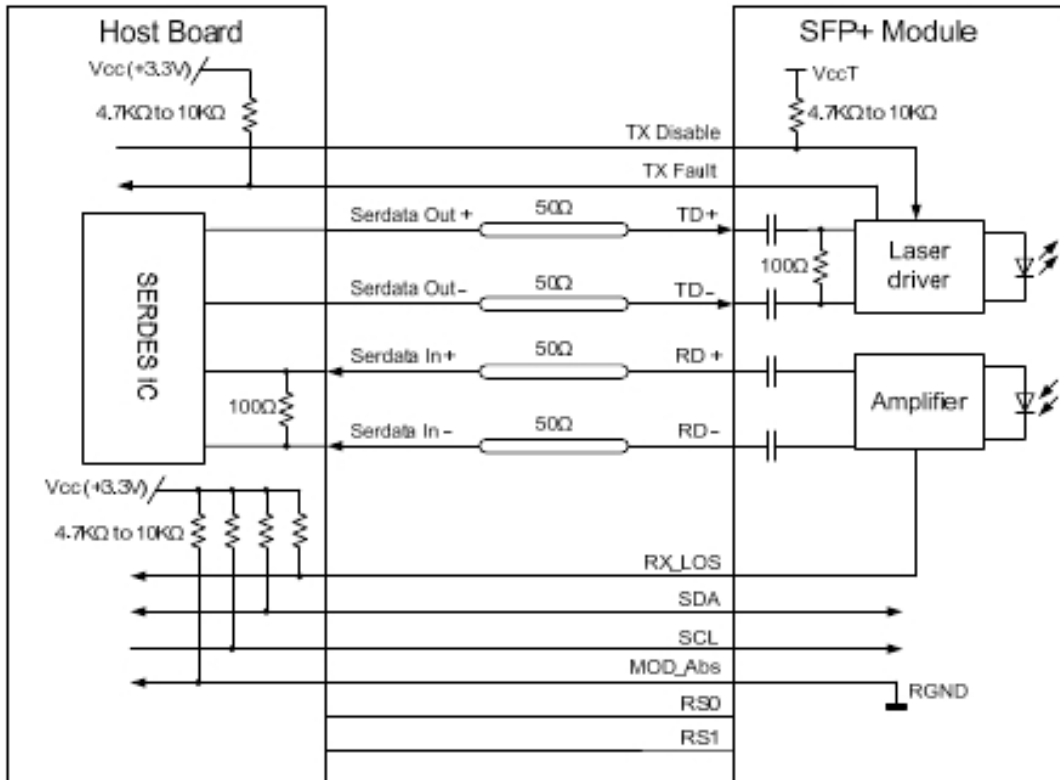 Host Board
SFP+ Module
Vcc (+3.3V)
4.7KΩ to 10KΩ
VccT
4.7KΩ to 10KΩ
TX Disable
TX Fault
Serdata Out +
50Ω
TD+
100Ω
Laser
driver
Serdata Out -
50Ω
TD-
SERDES IC
Serdata In+
50Ω
RD +
100Ω
Amplifier
Serdata In -
50Ω
RD-
Vcc (+3.3V)
4.7KΩ to 10KΩ
RX_LOS
SDA
SCL
MOD_Abs
RGND
RS0
RS1